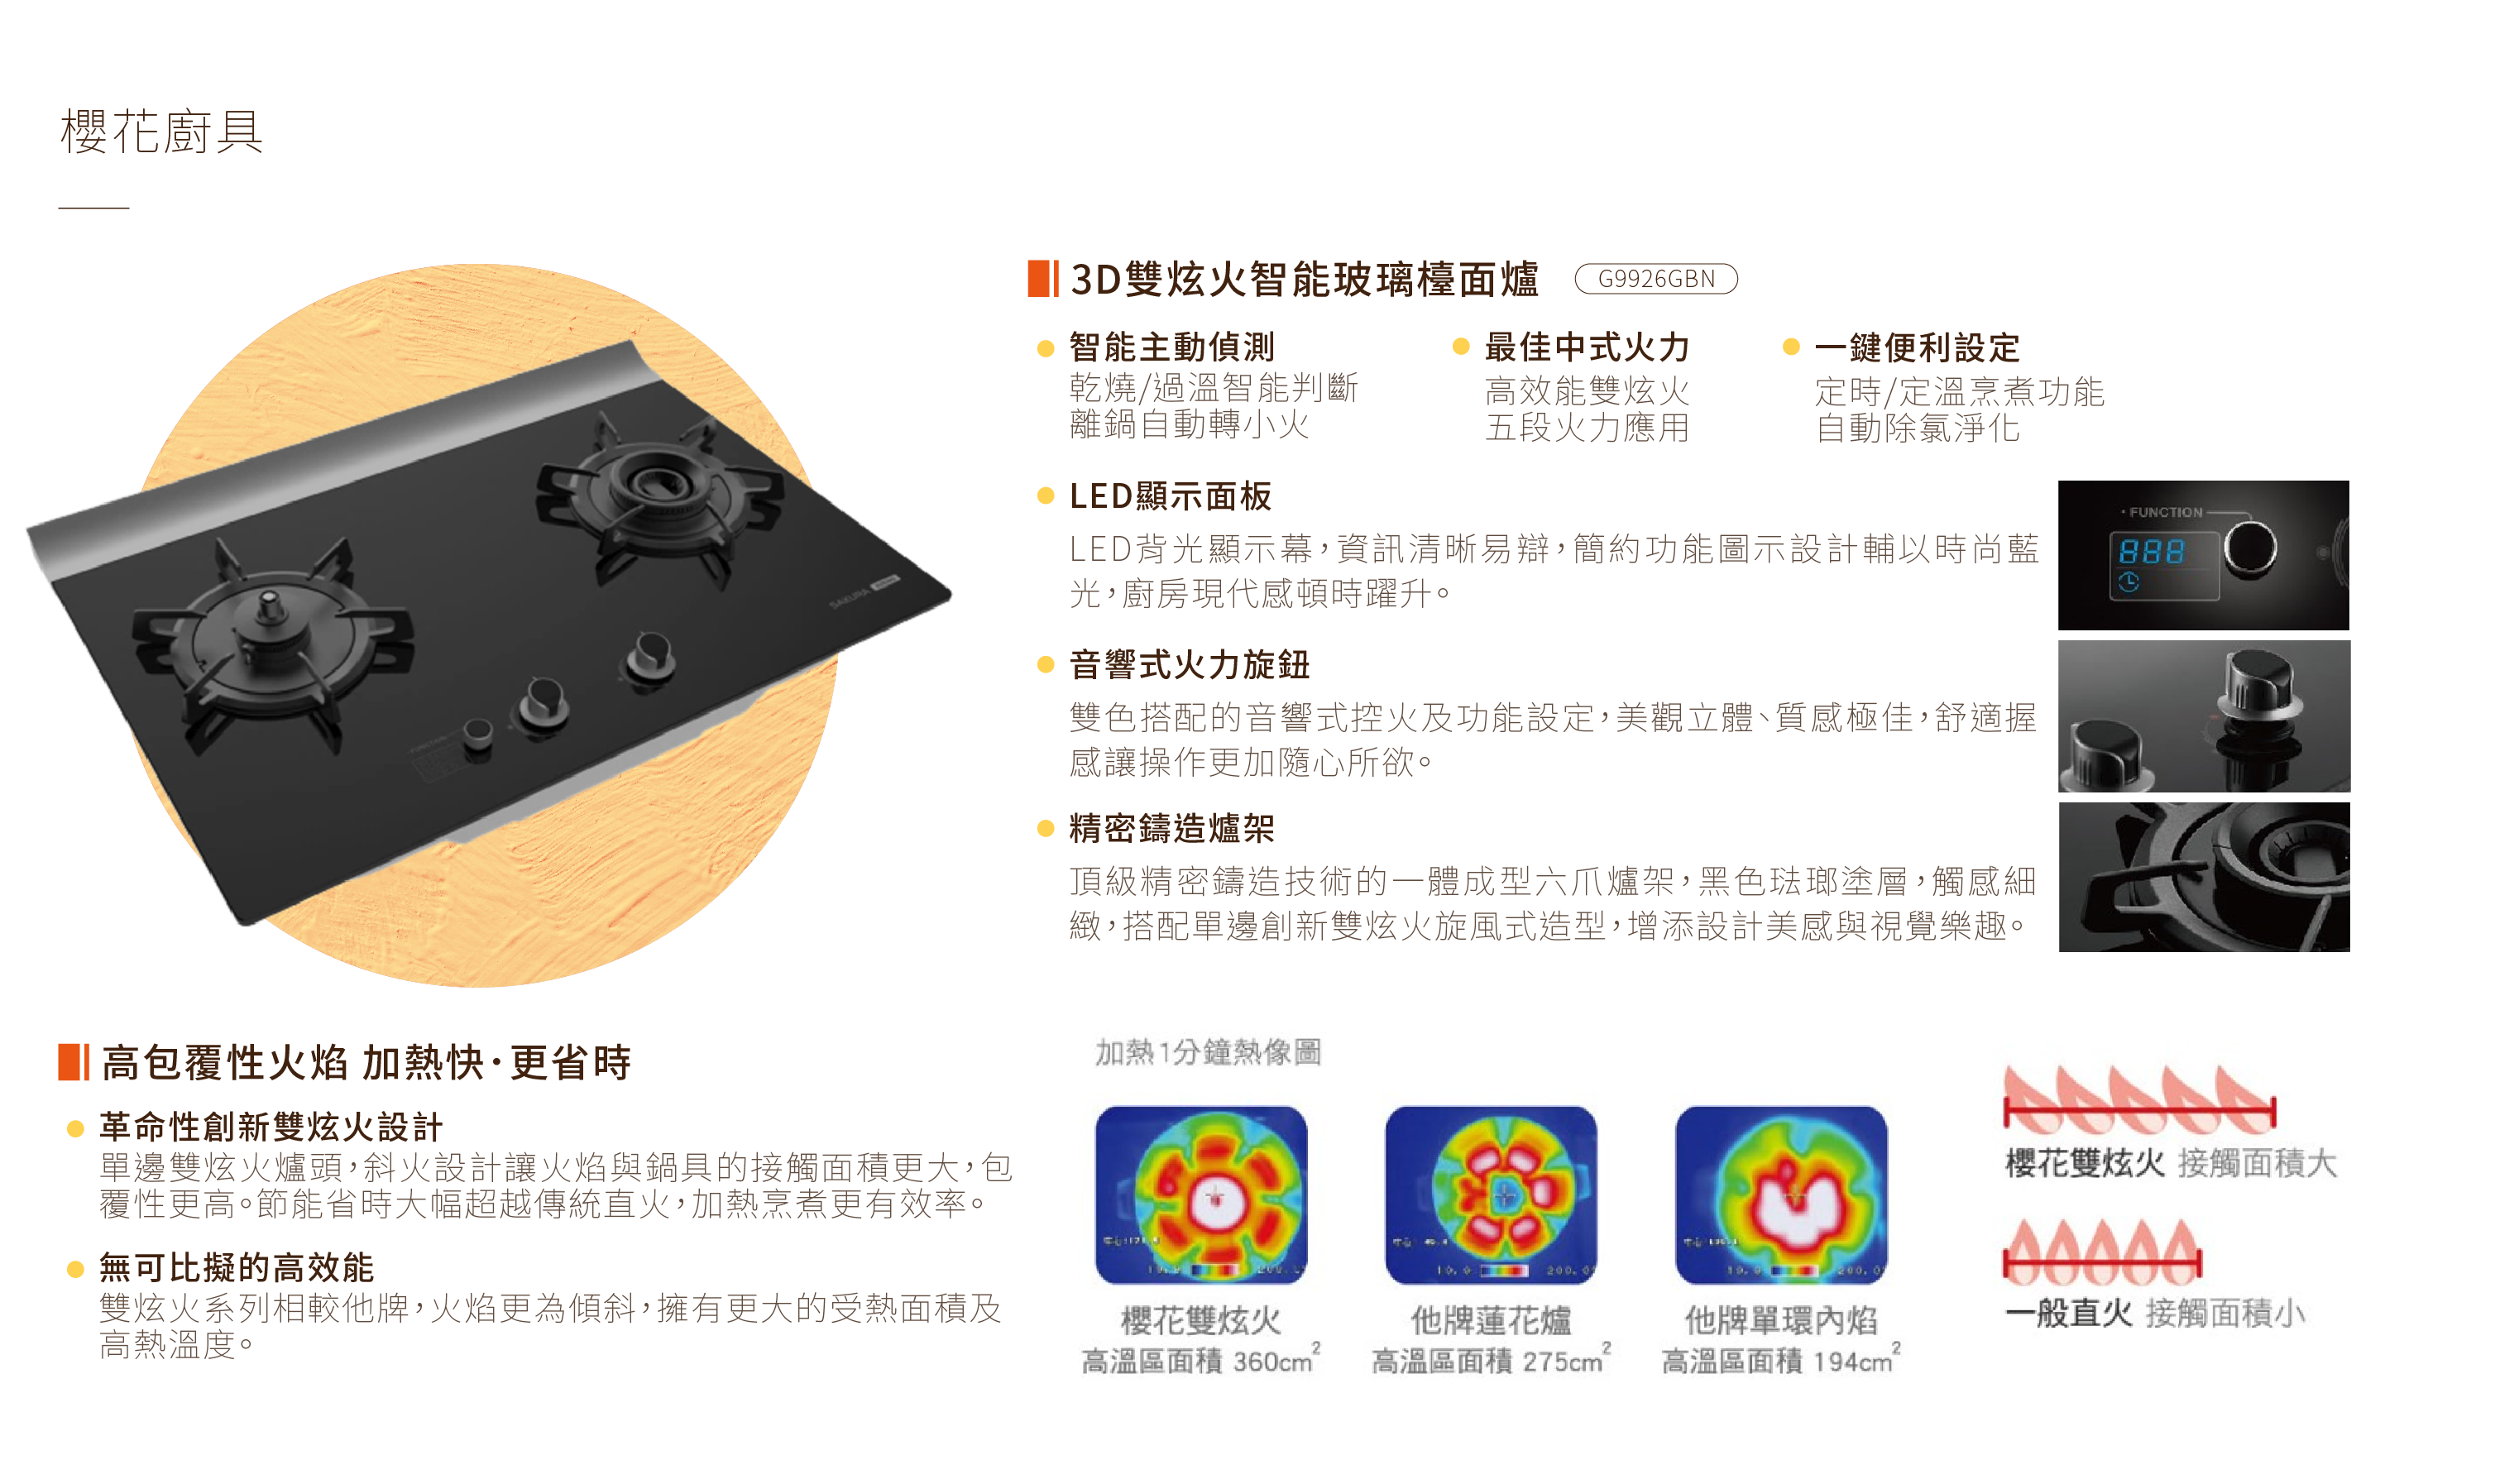 櫻花廚具
3D雙炫火智能玻璃檯面爐
G9926GBN
智能主動偵測
乾燒/過溫智能判斷
離鍋自動轉小火
最佳中式火力
高效能雙炫火
五段火力應用
一鍵便利設定
定時/定溫烹煮功能
自動除氯淨化
LED顯示面板
LED背光顯示幕，資訊清晰易辯，簡約功能圖示設計輔以時尚藍
光，廚房現代感頓時躍升。
• FUNCTION
888
音響式火力旋鈕
雙色搭配的音響式控火及功能設定，美觀立體、質感極佳，舒適握
感讓操作更加隨心所欲。
精密鑄造爐架
頂級精密鑄造技術的一體成型六爪爐架，黑色琺瑯塗層，觸感細
緻，搭配單邊創新雙炫火旋風式造型，增添設計美感與視覺樂趣。
SAKURA
高包覆性火焰 加熱快·更省時
革命性創新雙炫火設計
單邊雙炫火爐頭，斜火設計讓火焰與鍋具的接觸面積更大，包
覆性更高。節能省時大幅超越傳統直火，加熱烹煮更有效率。
無可比擬的高效能
雙炫火系列相較他牌，火焰更為傾斜，擁有更大的受熱面積及
高熱溫度。
加熱1分鐘熱像圖
櫻花雙炫火
高溫區面積 360cm²
他牌蓮花爐
高溫區面積 275cm²
他牌單環內焰
高溫區面積 194cm²
櫻花雙炫火 接觸面積大
一般直火 接觸面積小